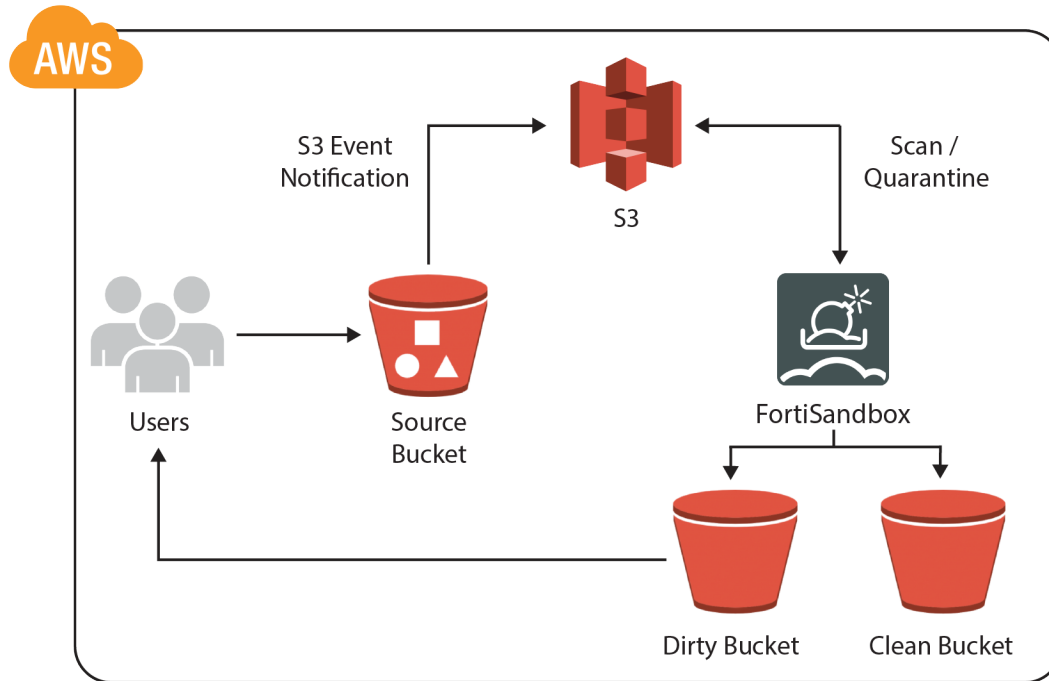 AWS
S3 Event
Notification
S3
Scan /
Quarantine
Users
Source
Bucket
FortiSandbox
Dirty Bucket
Clean Bucket